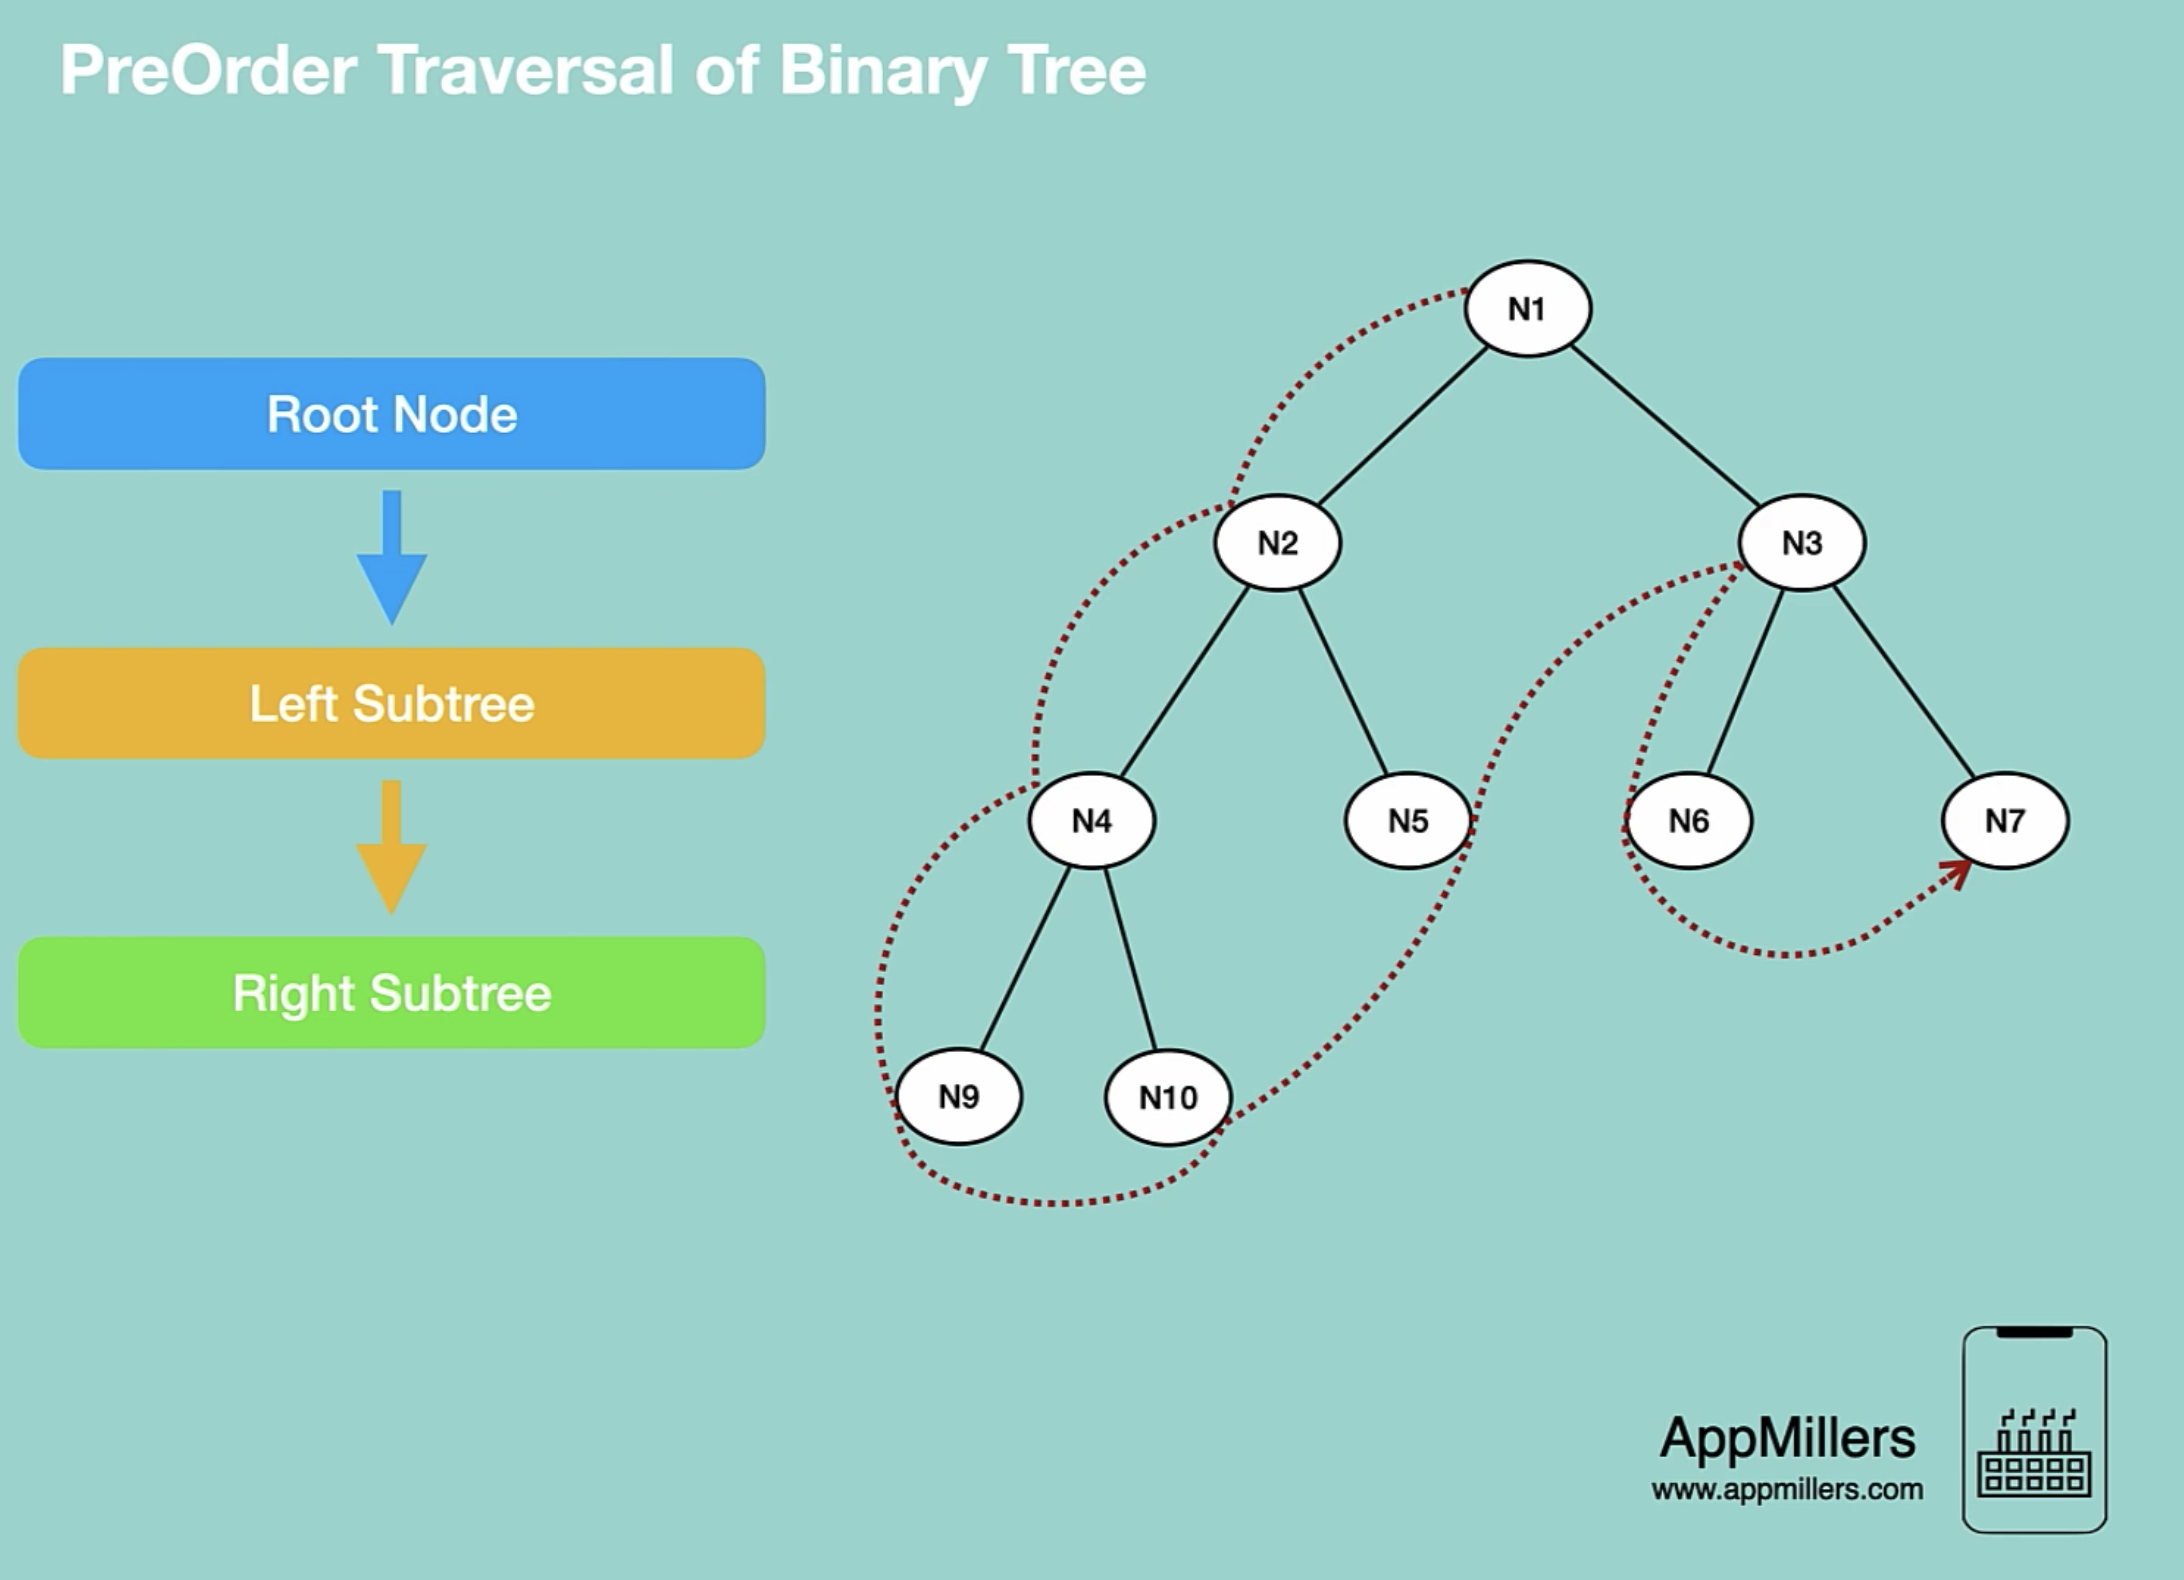 PreOrder Traversal of Binary Tree
Root Node
Left Subtree
Right Subtree
N1
N2
N3
N4
N5
N6
N7
N9
N10
AppMillers
www.appmillers.com